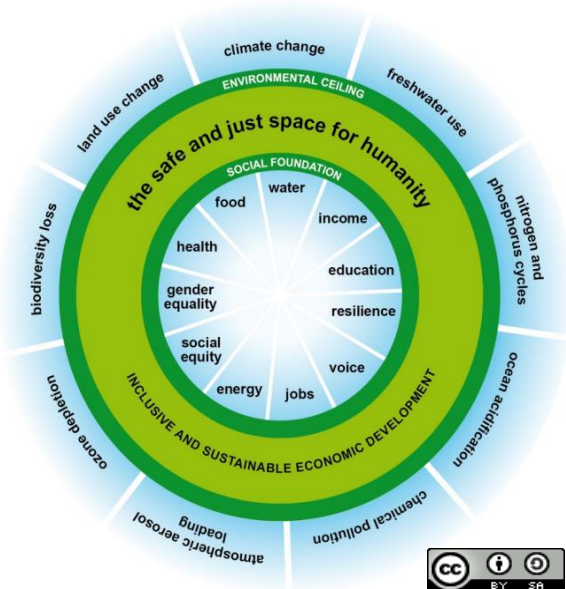 climate change
freshwater use
nitrogen and
phosphorus cycles
ocean acidification
chemical pollution
atmospheric aerosol
loading
ozone depletion
biodiversity loss
land use change
ENVIRONMENTAL CEILING
the safe and just space for humanity
SOCIAL FOUNDATION
water
income
education
resilience
voice
jobs
energy
social
equity
gender
equality
health
food
INCLUSIVE AND SUSTAINABLE ECONOMIC DEVELOPMENT
cc
BY SA